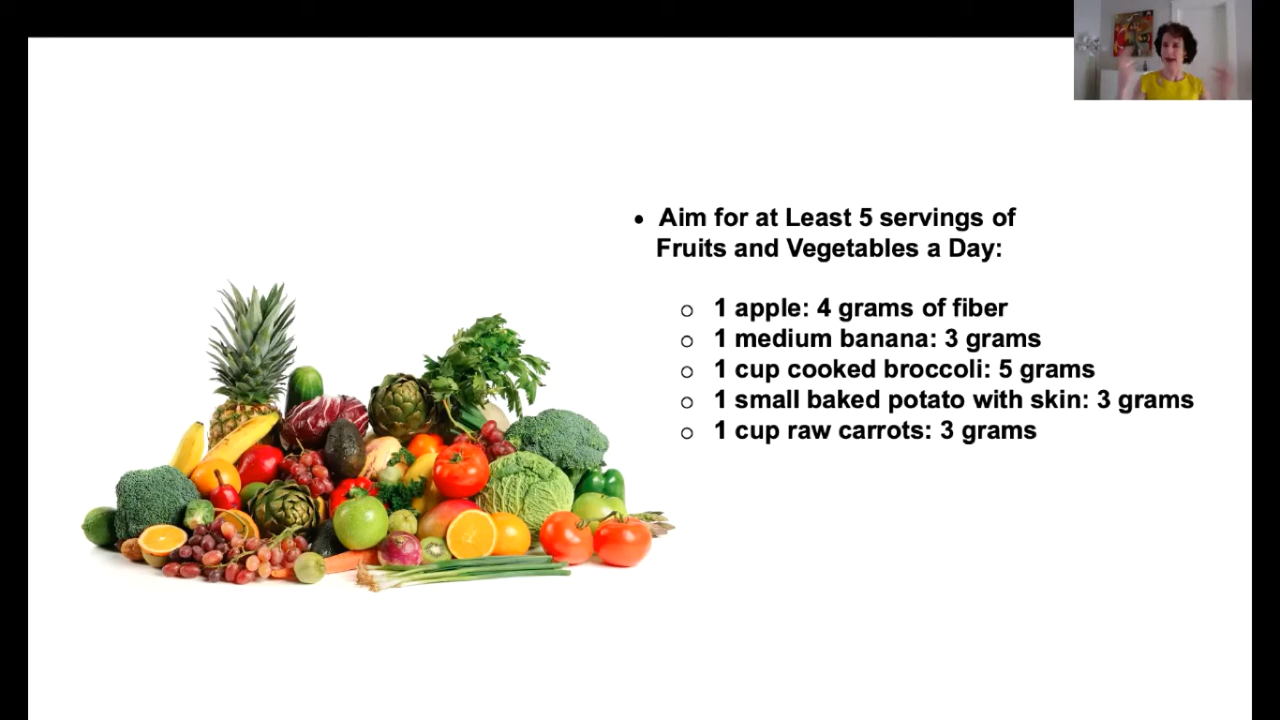 • Aim for at Least 5 servings of
Fruits and Vegetables a Day:
○ 1 apple: 4 grams of fiber
○ 1 medium banana: 3 grams
○ 1 cup cooked broccoli: 5 grams
○ 1 small baked potato with skin: 3 grams
○ 1 cup raw carrots: 3 grams